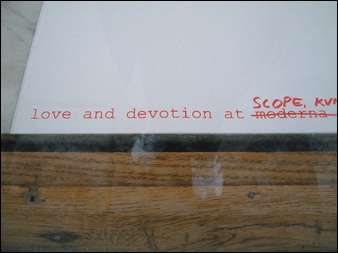 SCOPE,
love and devotion at moderna